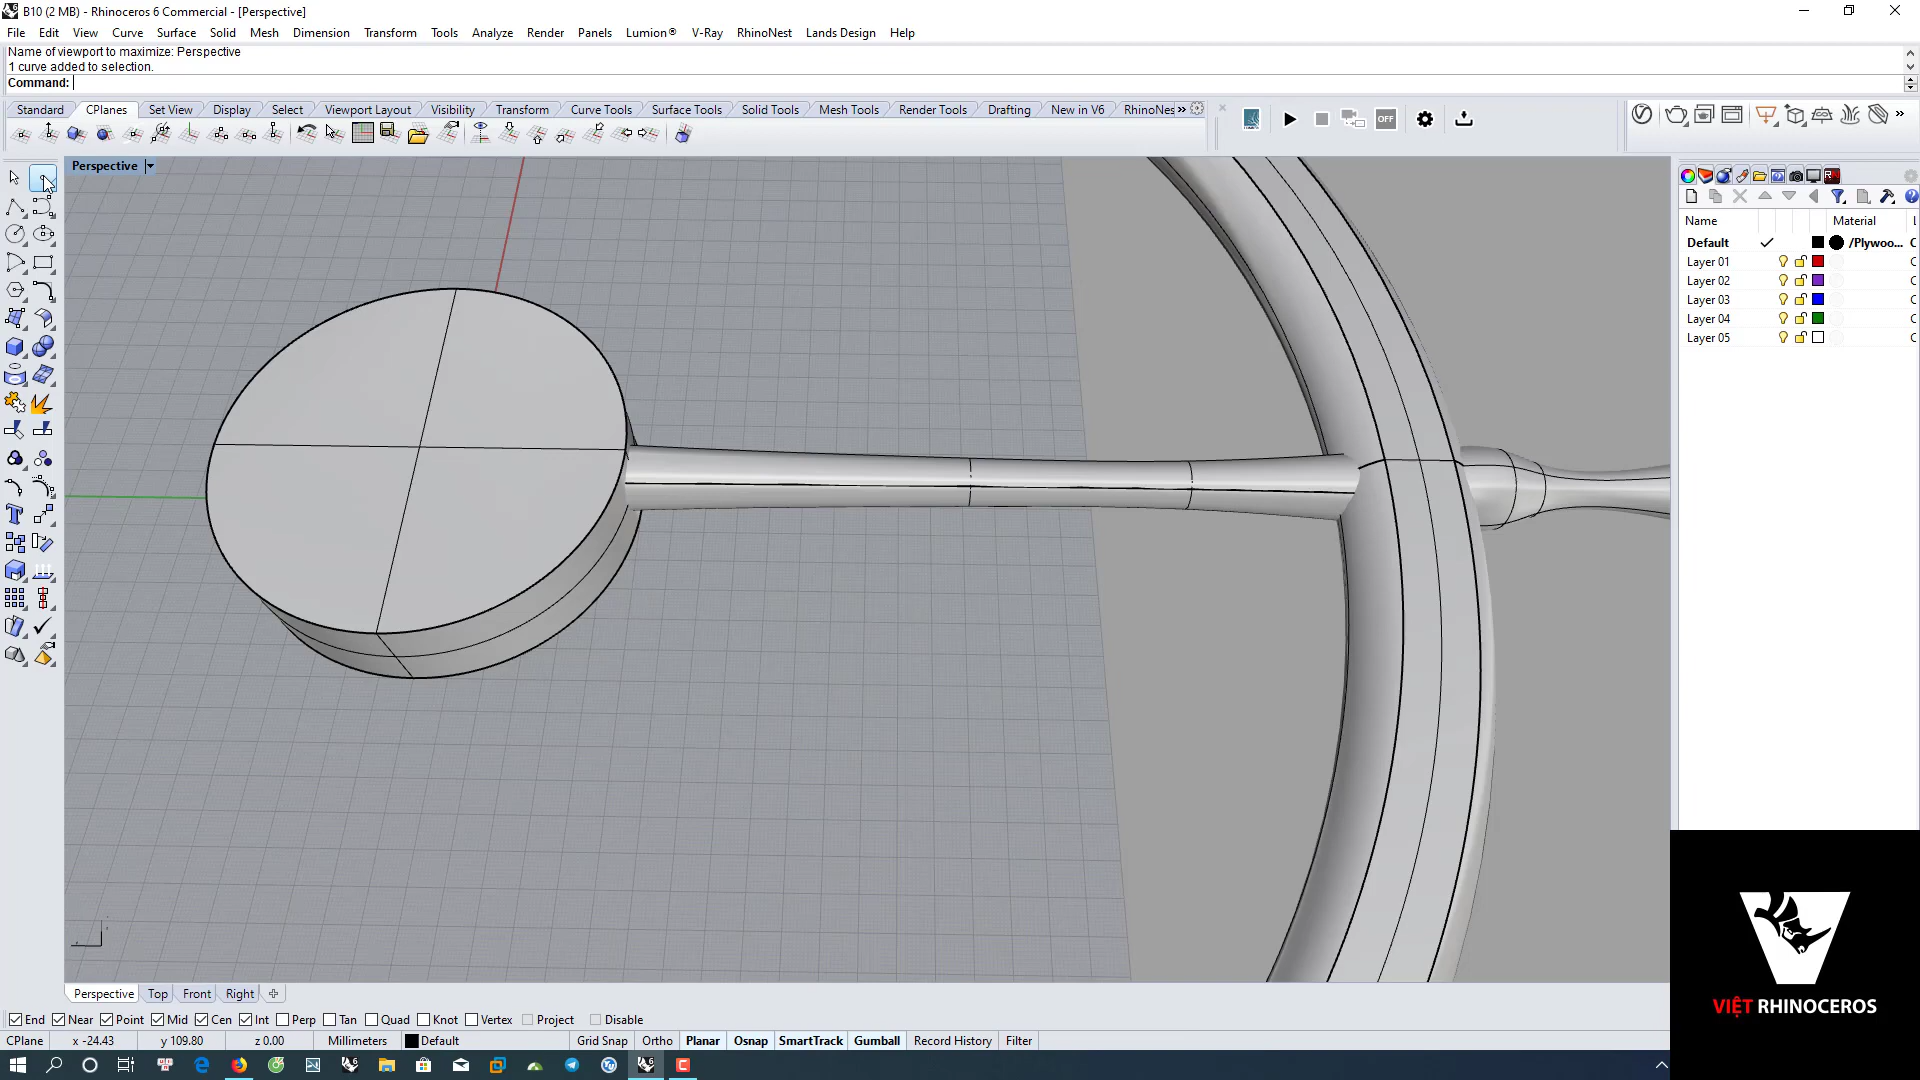 B10 (2 MB) - Rhinoceros 6 Commercial - [Perspective]
File Edit View Curve Surface Solid Mesh Dimension Transform Tools Analyze Render Panels Lumion® V-Ray RhinoNest Lands Design Help
Name of viewport to maximize: Perspective
1 curve added to selection.
Command:
Standard CPlanes Set View Display Select Viewport Layout Visibility Transform Curve Tools Surface Tools Solid Tools Mesh Tools Render Tools Drafting New in V6 RhinoNes »
OFF
Perspective
Name Material L
Default /Plywoo... C
Layer 01 C
Layer 02 C
Layer 03 C
Layer 04 C
Layer 05 C
VIỆT RHINOCEROS
Perspective Top Front Right
End Near Point Mid Cen Int Perp Tan Quad Knot Vertex Project Disable
CPlane x -24.43 y 109.80 z 0.00 Millimeters Default Grid Snap Ortho Planar Osnap SmartTrack Gumball Record History Filter